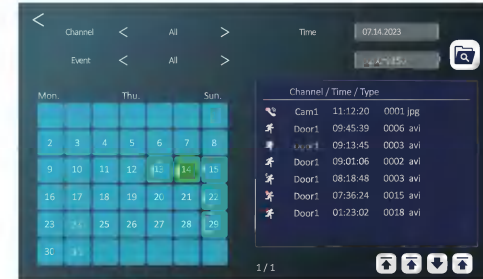 < Channel < All > Time 07.14.2023
Event < All >
Mon. Thu. Sun.
2 3 4 5 6 7 8
9 10 11 12 13 14 15
16 17 18 19 20 21 22
23 25 26 27 28 29
30
Channel / Time / Type
Cam1 11:12:20 0001 jpg
Door1 09:45:39 0006 avi
09:13:45 0003 avi
Door1 09:01:06 0002 avi
Door1 08:18:48 0003 avi
Door1 07:36:24 0015 avi
Door1 01:23:02 0018 avi
1 / 1